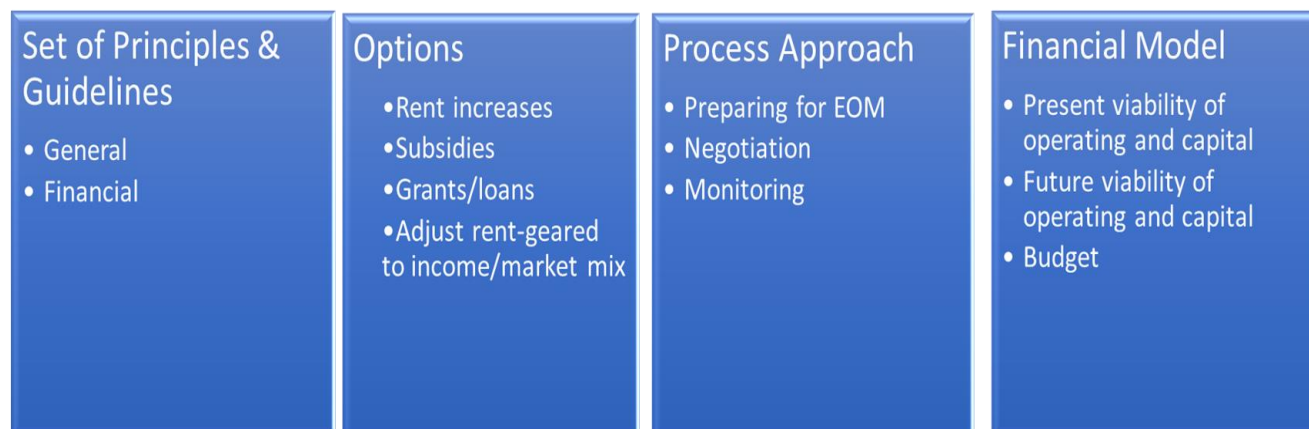 Set of Principles &
Guidelines
• General
• Financial
Options
•Rent increases
•Subsidies
•Grants/loans
•Adjust rent-geared
to income/market mix
Process Approach
• Preparing for EOM
• Negotiation
• Monitoring
Financial Model
• Present viability of
operating and capital
• Future viability of
operating and capital
• Budget